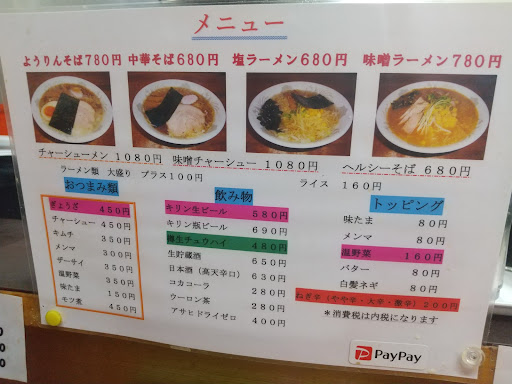 メニュー
ようりんそば780円 中華そば680円 塩ラーメン680円 味噌ラーメン780円
チャーシューメン 1080円 味噌チャーシュー 1080円 ヘルシーそば 680円
ラーメン類 大盛り プラス100円 ライス 160円
おつまみ類
ぎょうざ 450円
チャーシュー 450円
キムチ 350円
メンマ 300円
ザーサイ 350円
温野菜 350円
味たま 150円
モツ煮 450円
飲み物
キリン生ビール 580円
キリン瓶ビール 690円
樽生チュウハイ 480円
生貯蔵酒 650円
日本酒(高天辛口) 630円
コカコーラ 280円
ウーロン茶 280円
アサヒドライゼロ 400円
トッピング
味たま 110円
メンマ 110円
温野菜 160円
バター 80円
白髪ネギ 80円
ねぎ辛(やや辛・大辛・激辛)200円
*消費税は内税になります
PayPay